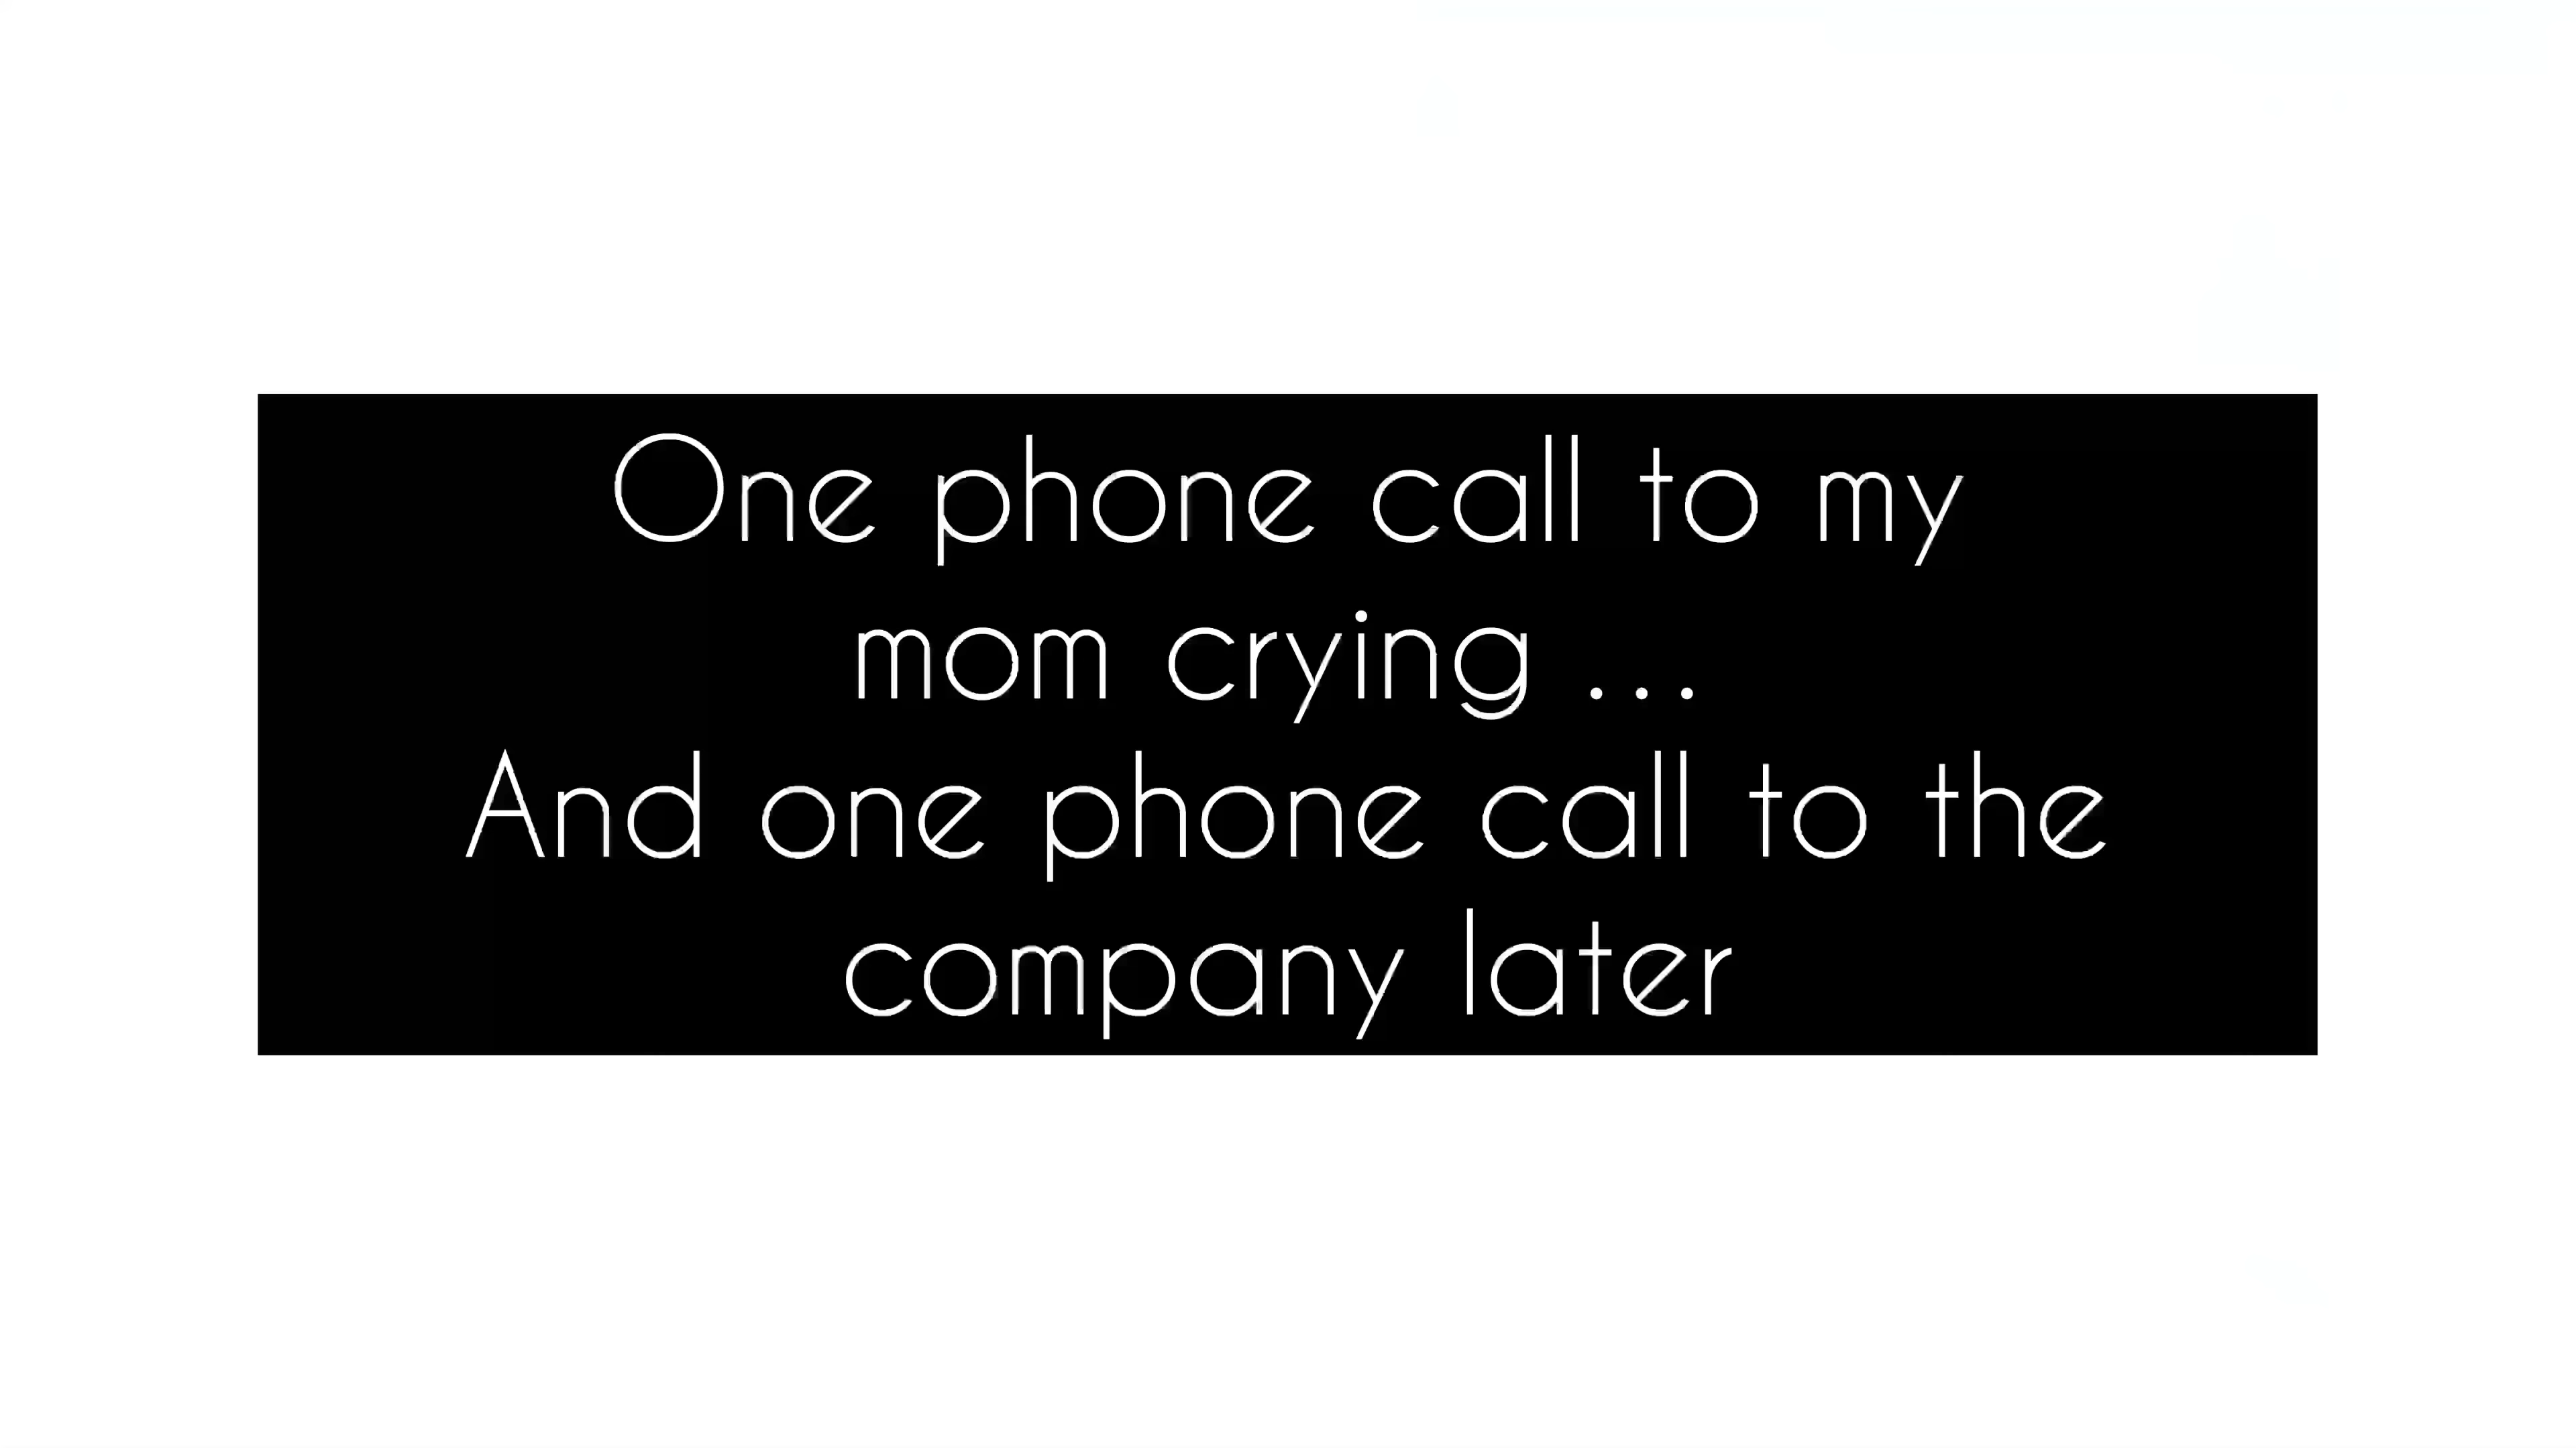 One phone call to my
mom crying ...
And one phone call to the
company later